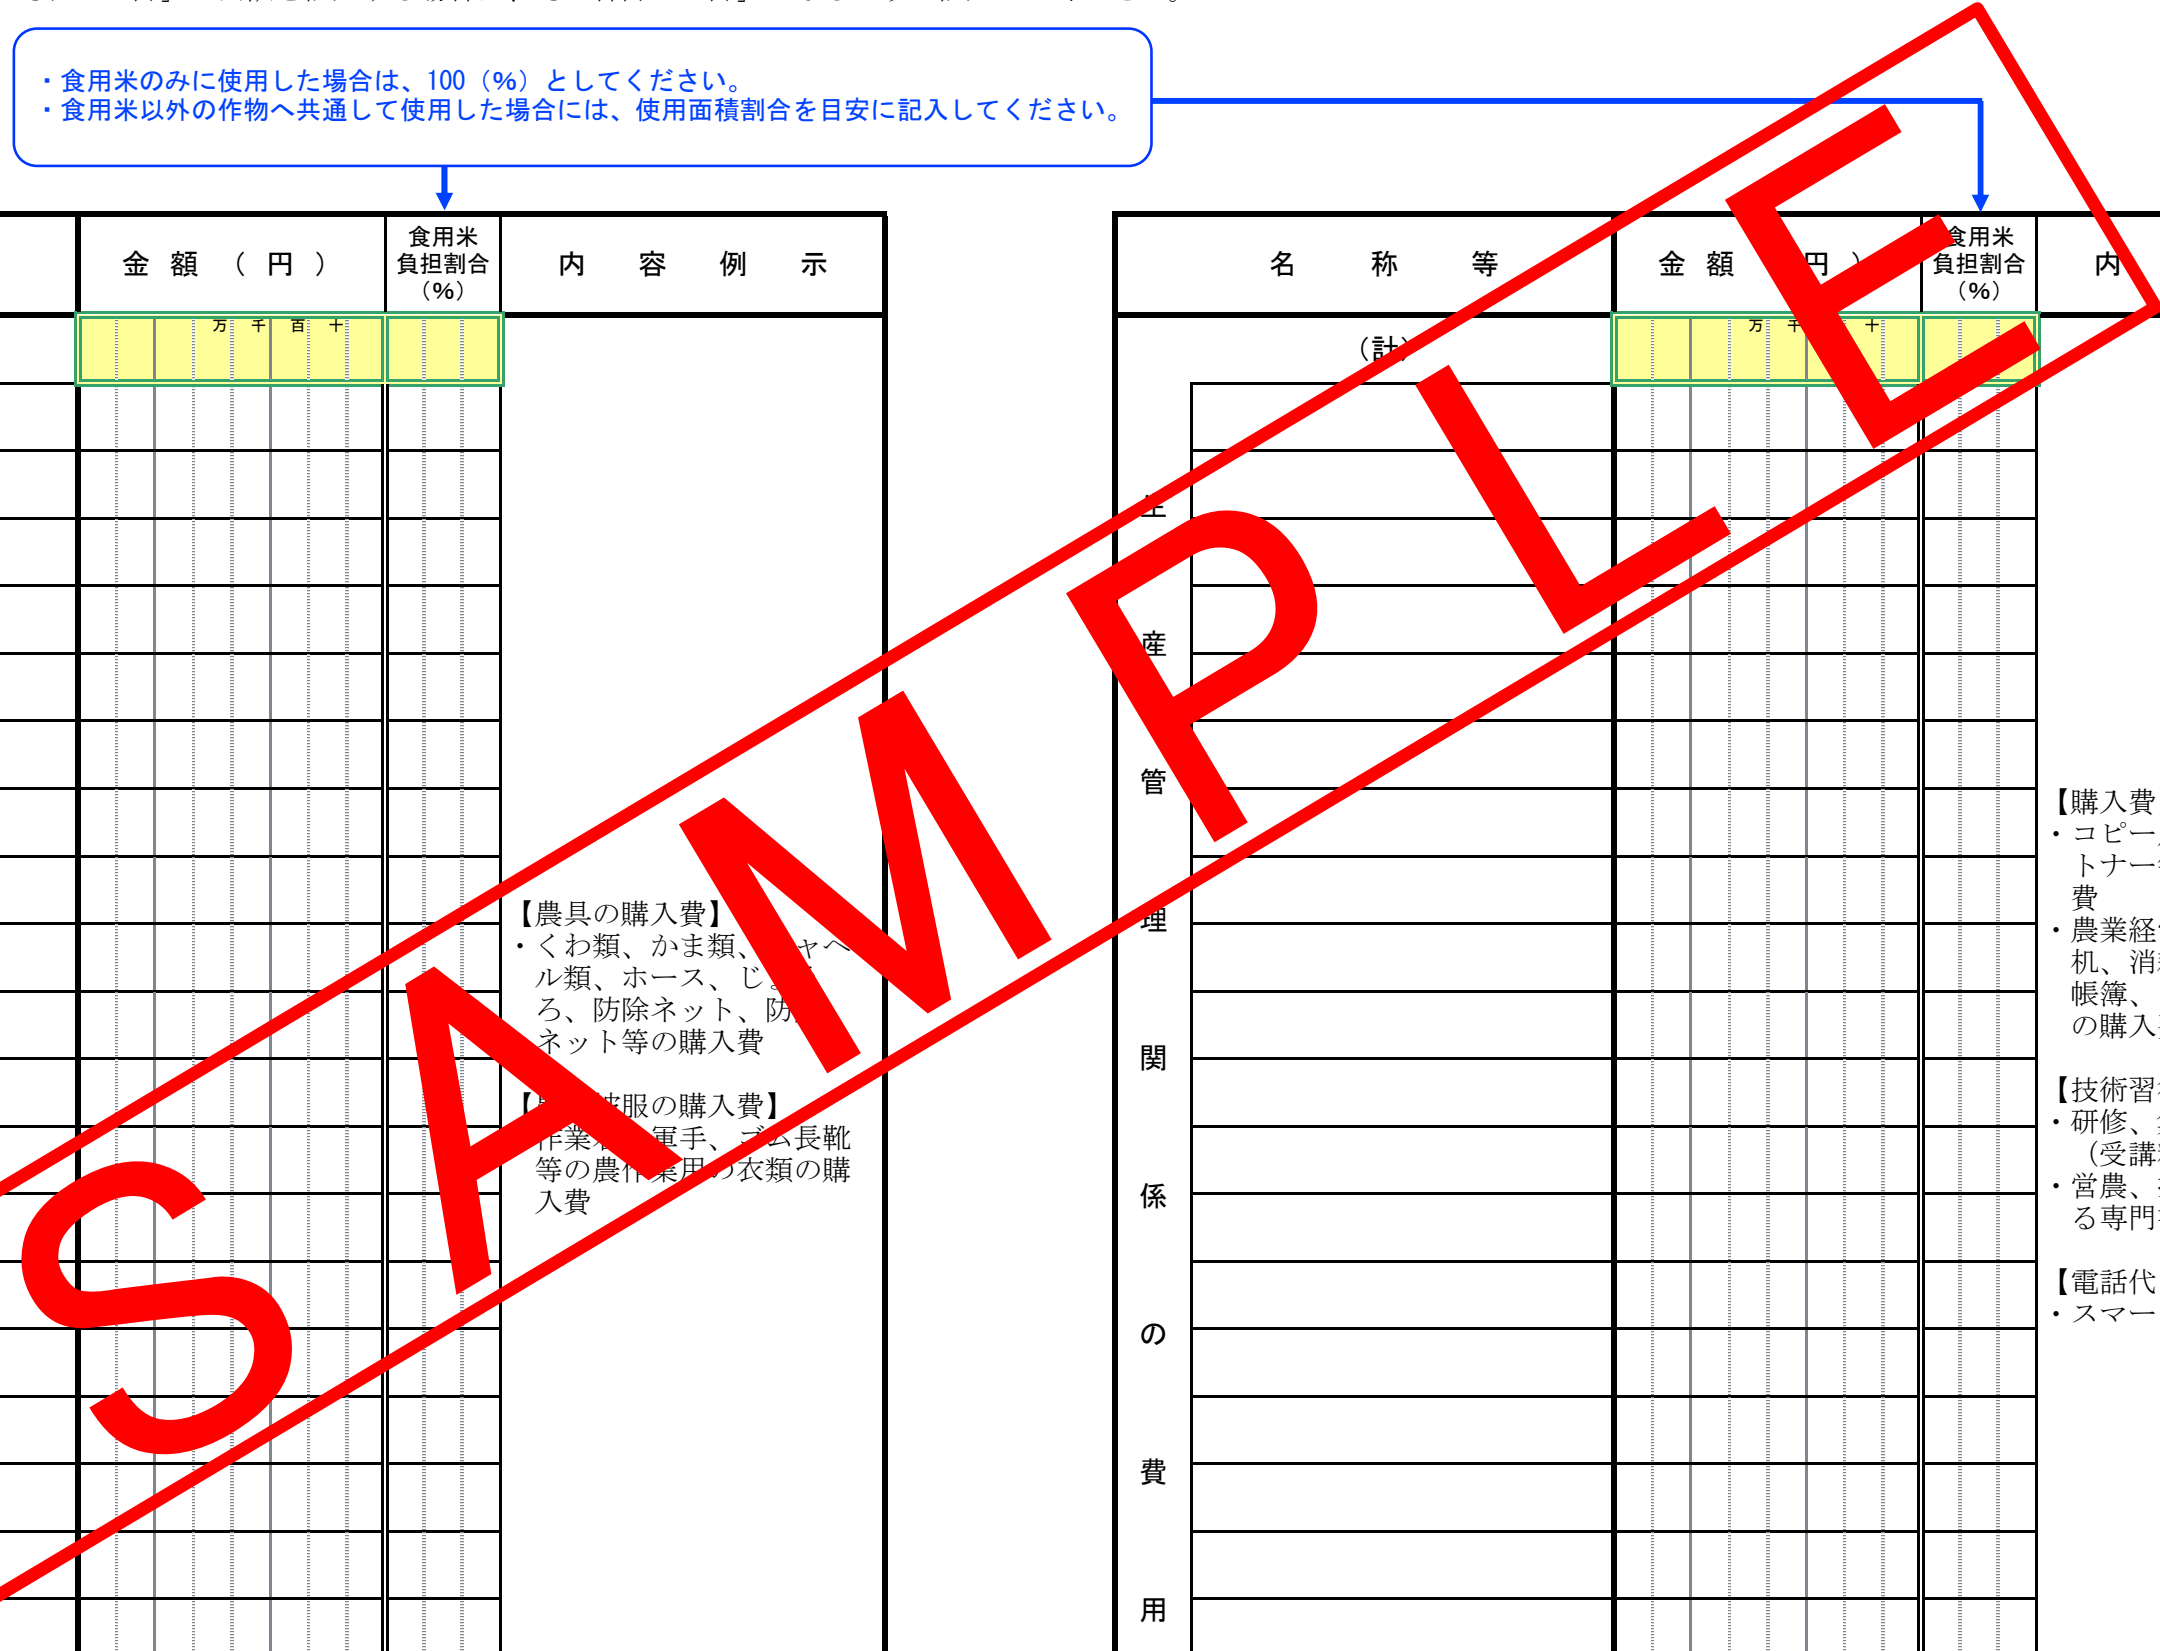 ・食用米のみに使用した場合は、100（%）としてください。
・食用米以外の作物へ共通して使用した場合には、使用面積割合を目安に記入してください。
金額（円）
食用米
負担割合
（%）
内容例示
万 千 百 十
【農具の購入費】
・くわ類、かま類、
ル類、ホース、じ
ろ、防除ネット、防
ネット等の購入費
服の購入費】
作業 軍手、ゴム長靴
等の農作業用の衣類の購
入費
名称等
金額 円
食用米
負担割合
（%）
内
（計）
万 千 十
生産管理関係の費用
【購入費
・コピー
トナー
費
・農業経
机、消
帳簿、
の購入
【技術習
・研修、
（受講
・営農、
る専門
【電話代
・スマー
SAMPLE